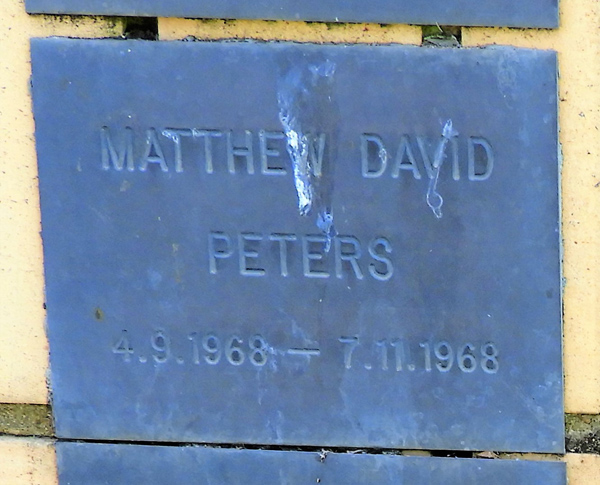 MATTHEW DAVID
PETERS
4.9.1968 — 7.11.1968